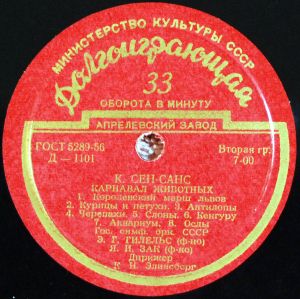 МИНИСТЕРСТВО КУЛЬТУРЫ СССР
Долгоиграющая
33
ОБОРОТА В МИНУТУ
АПРЕЛЕВСКИЙ ЗАВОД
ГОСТ 5289-56
Д — 1101
Вторая гр.
7-00
К. СЕН-САНС
КАРНАВАЛ ЖИВОТНЫХ
1. Королевский марш львов
2. Курицы и петухи. 3. Антилопы
4. Черепахи. 5. Слоны. 6. Кенгуру
7. Аквариум. 8. Ослы
Гос. симф. орк. СССР
Э. Г. ГИЛЕЛЬС (ф-но)
Я. И. ЗАК (ф-но)
Дирижер
К. И. Элиасберг